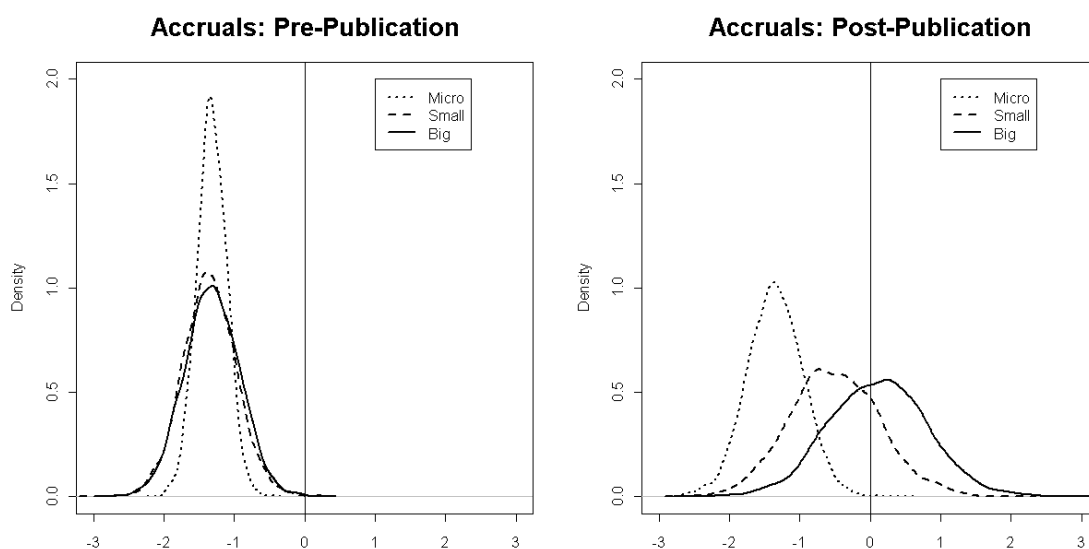 Accruals: Pre-Publication
Density
2.0
1.5
1.0
0.5
0.0
Micro
Small
Big
-3 -2 -1 0 1 2 3
Accruals: Post-Publication
Density
2.0
1.5
1.0
0.5
0.0
Micro
Small
Big
-3 -2 -1 0 1 2 3